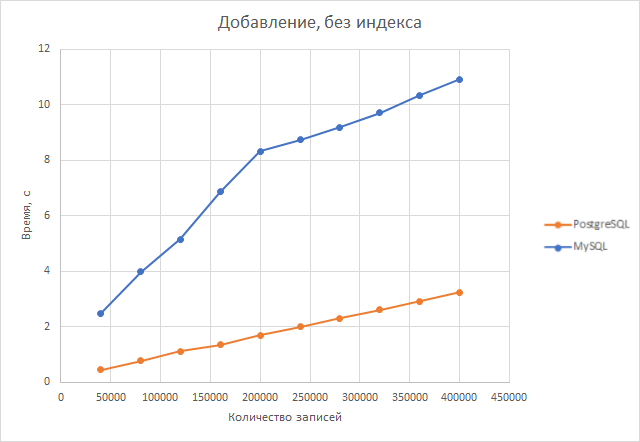 Добавление, без индекса
12
10
8
6
4
2
0
Время, с
0 50000 100000 150000 200000 250000 300000 350000 400000 450000
Количество записей
PostgreSQL
MySQL